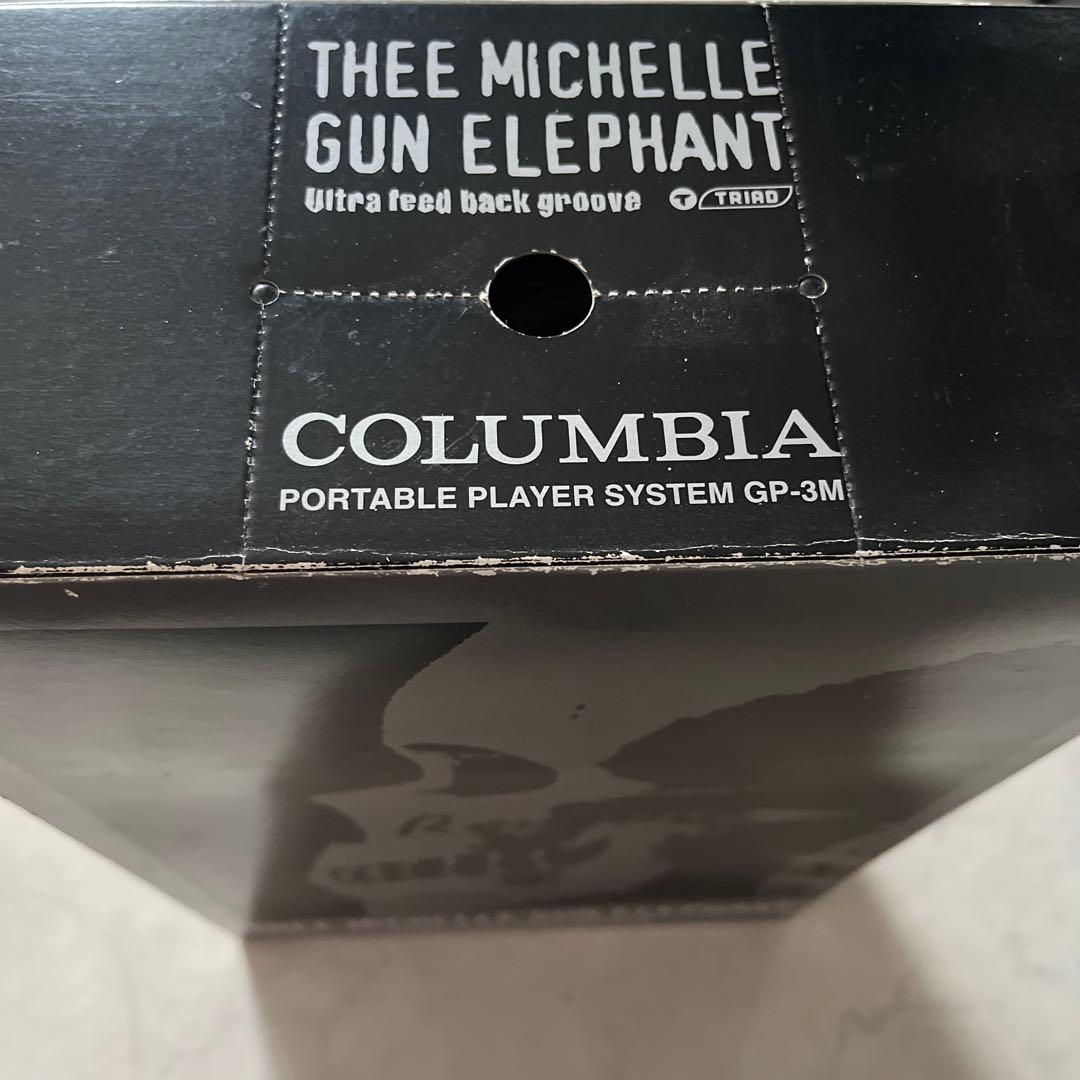 THEE MICHELLE
GUN ELEPHANT
Ultra feed back groove T TRIAD
COLUMBIA
PORTABLE PLAYER SYSTEM GP-3M